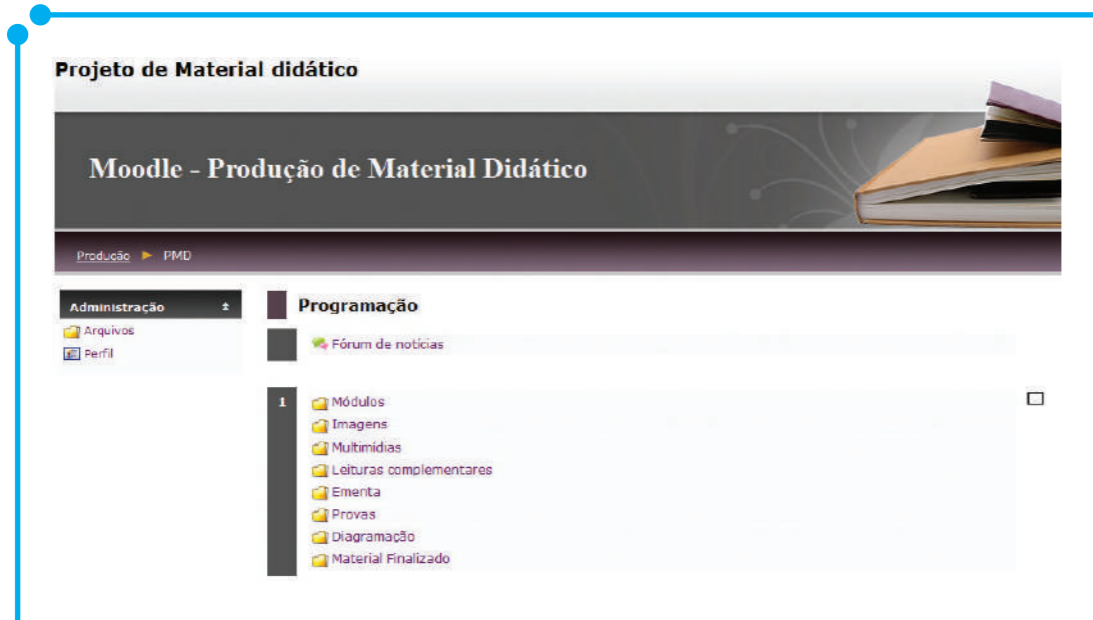 Projeto de Material didático
Moodle - Produção de Material Didático
Produção ► PMD
Administração
Arquivos
Perfil
Programação
Fórum de notícias
1
Módulos
Imagens
Multimídias
Leituras complementares
Ementa
Provas
Diagramação
Material Finalizado